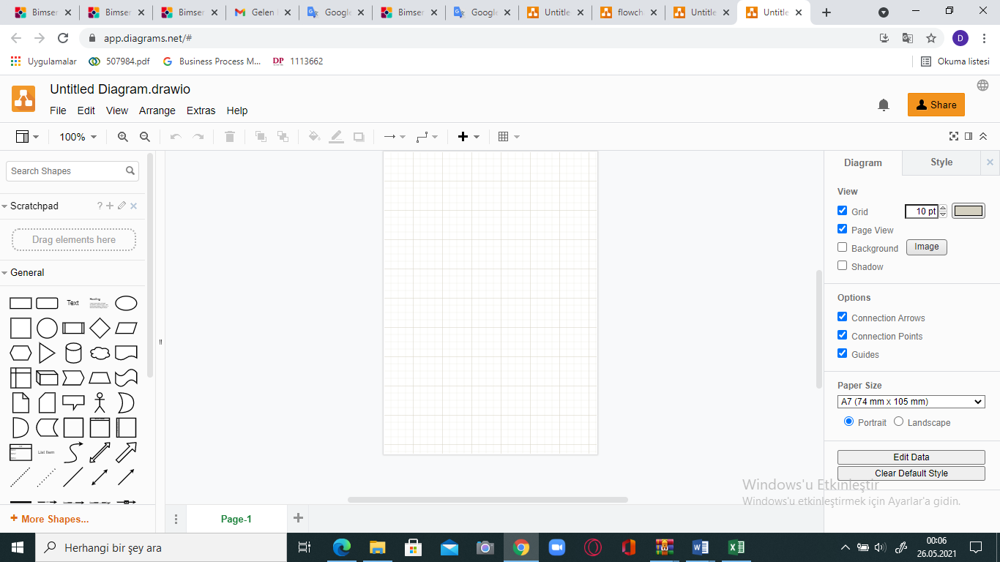 Bimser Bimser Bimser Gelen Google Bimser Google Untitle flowch Untitle Untitle
app.diagrams.net/# D
Uygulamalar 507984.pdf Business Process M... DP 1113662 Okuma listesi
Untitled Diagram.drawio
File Edit View Arrange Extras Help Share
100%
Search Shapes
Scratchpad ?
Drag elements here
General
Text Heading
List Item
More Shapes...
Page-1
Diagram Style
View
Grid 10 pt
Page View
Background Image
Shadow
Options
Connection Arrows
Connection Points
Guides
Paper Size
A7 (74 mm x 105 mm)
Portrait Landscape
Edit Data
Clear Default Style
Windows'u Etkinleştir
Windows'u etkinleştirmek için Ayarlar'a gidin.
Herhangi bir şey ara
00:06
26.05.2021